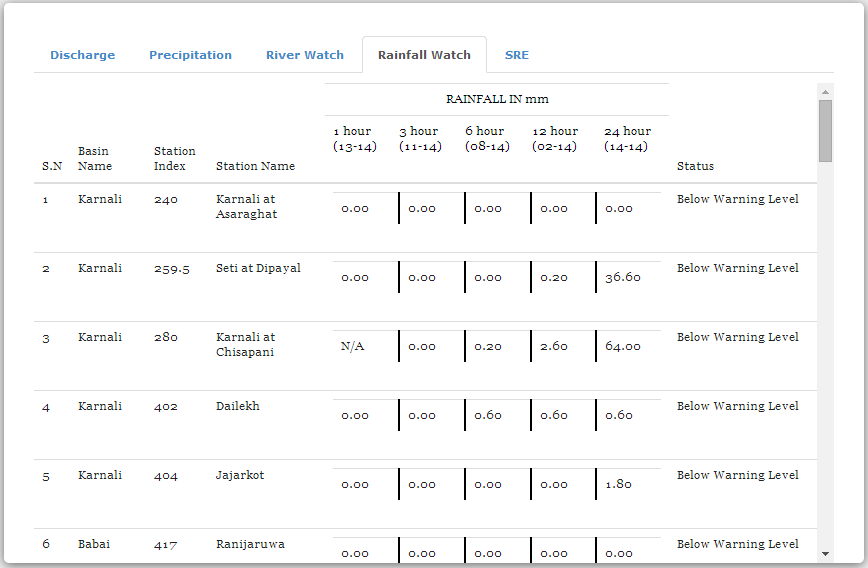 Discharge Precipitation River Watch Rainfall Watch SRE
RAINFALL IN mm
1 hour 3 hour 6 hour 12 hour 24 hour
(13-14) (11-14) (08-14) (02-14) (14-14)
Basin Station
S.N Name Index Station Name Status
1 Karnali 240 Karnali at Below Warning Level
Asaraghat
0.00 0.00 0.00 0.00 0.00
2 Karnali 259.5 Seti at Dipayal Below Warning Level
0.00 0.00 0.00 0.20 36.60
3 Karnali 280 Karnali at Below Warning Level
Chisapani
N/A 0.00 0.20 2.60 64.00
4 Karnali 402 Dailekh Below Warning Level
0.00 0.00 0.60 0.60 0.60
5 Karnali 404 Jajarkot Below Warning Level
0.00 0.00 0.00 0.00 1.80
6 Babai 417 Ranijaruwa Below Warning Level
0.00 0.00 0.00 0.00 0.00